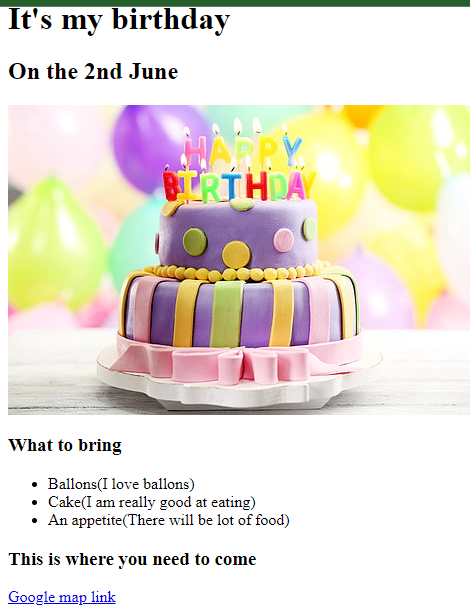 It's my birthday
On the 2nd June
HAPPY
BIRTHDAY
What to bring
Ballons(I love ballons)
Cake(I am really good at eating)
An appetite(There will be lot of food)
This is where you need to come
Google map link